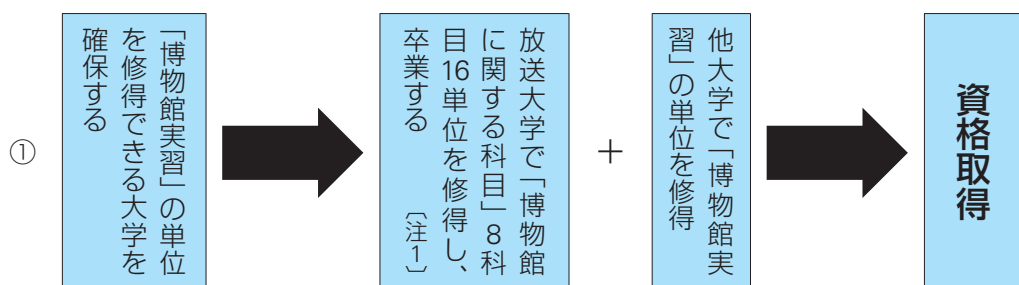 ①
「博物館実習」の単位
を修得できる大学を
確保する
放送大学で「博物館
に関する科目」8科
目16単位を修得し、
卒業する 〔注1〕
＋
他大学で「博物館実
習」の単位を修得
資格取得